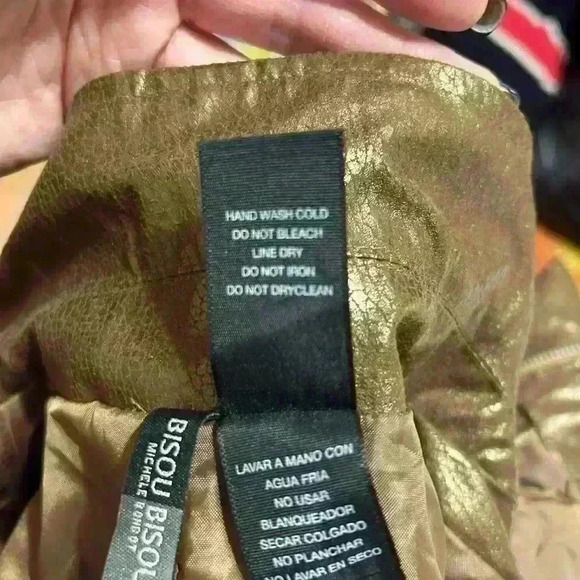 HAND WASH COLD
DO NOT BLEACH
LINE DRY
DO NOT IRON
DO NOT DRYCLEAN
LAVAR A MANO CON
AGUA FRIA
NO USAR
BLANQUEADOR
SECAR COLGADO
NO PLANCHAR
NO LAVAR EN SECO
BISOU BISOU
MICHELE BOHBOT